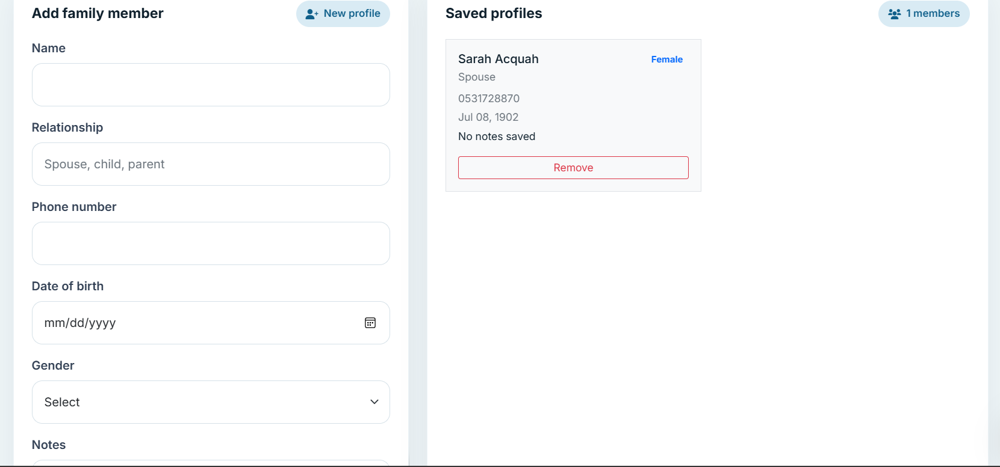 Add family member
New profile
Name
Relationship
Spouse, child, parent
Phone number
Date of birth
mm/dd/yyyy
Gender
Select
Notes
Saved profiles
1 members
Sarah Acquah
Female
Spouse
0531728870
Jul 08, 1902
No notes saved
Remove